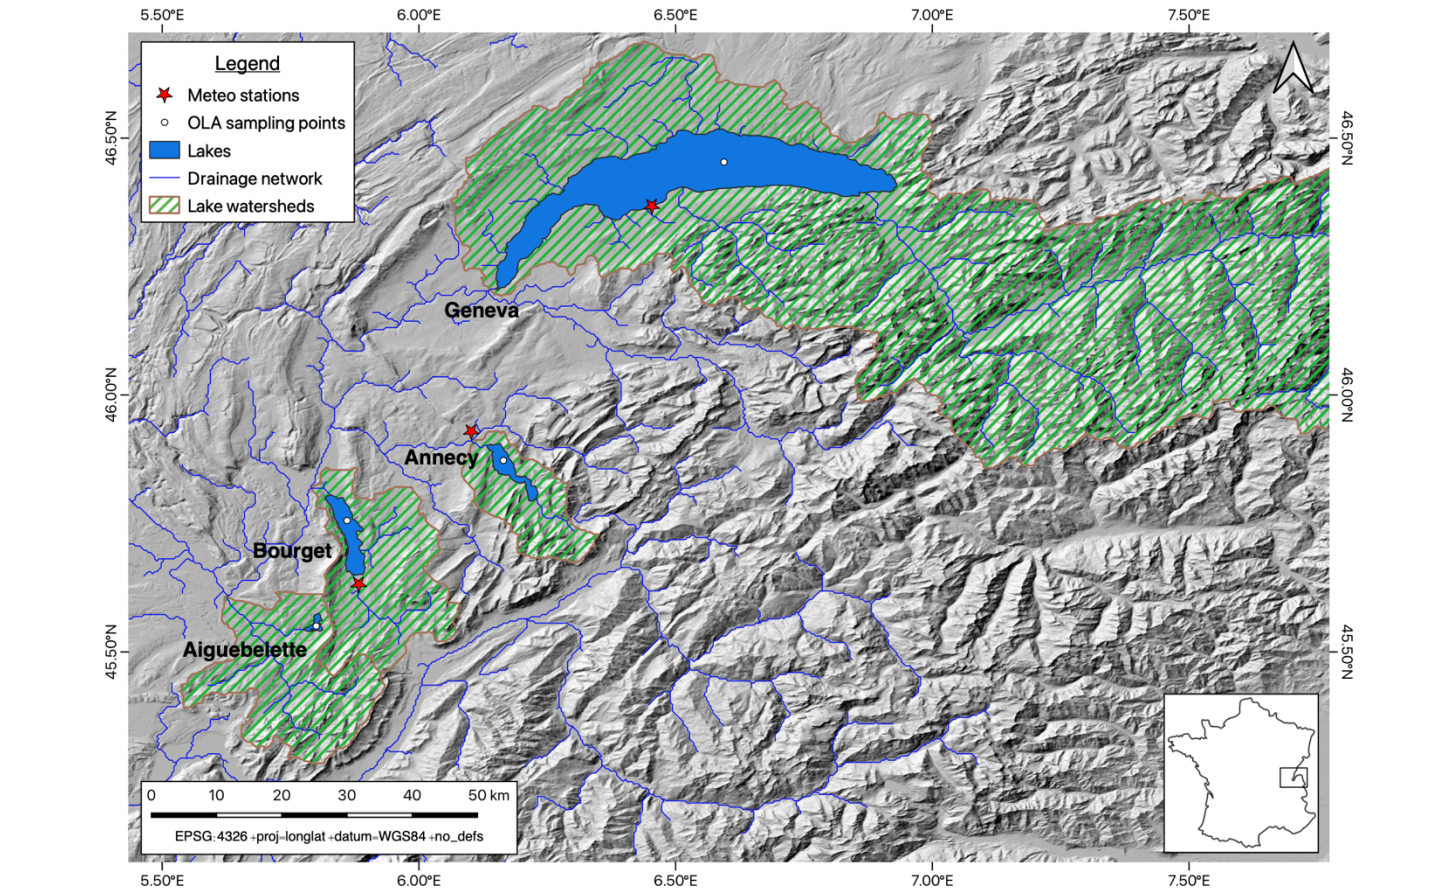 5.50°E 6.00°E 6.50°E 7.00°E 7.50°E
Legend
Meteo stations
OLA sampling points
Lakes
Drainage network
Lake watersheds
46.50°N 46.50°N
Geneva
46.00°N 46.00°N
Annecy
Bourget
Aiguebelette
45.50°N 45.50°N
0 10 20 30 40 50 km
EPSG:4326 +proj=longlat +datum=WGS84 +no_defs
5.50°E 6.00°E 6.50°E 7.00°E 7.50°E